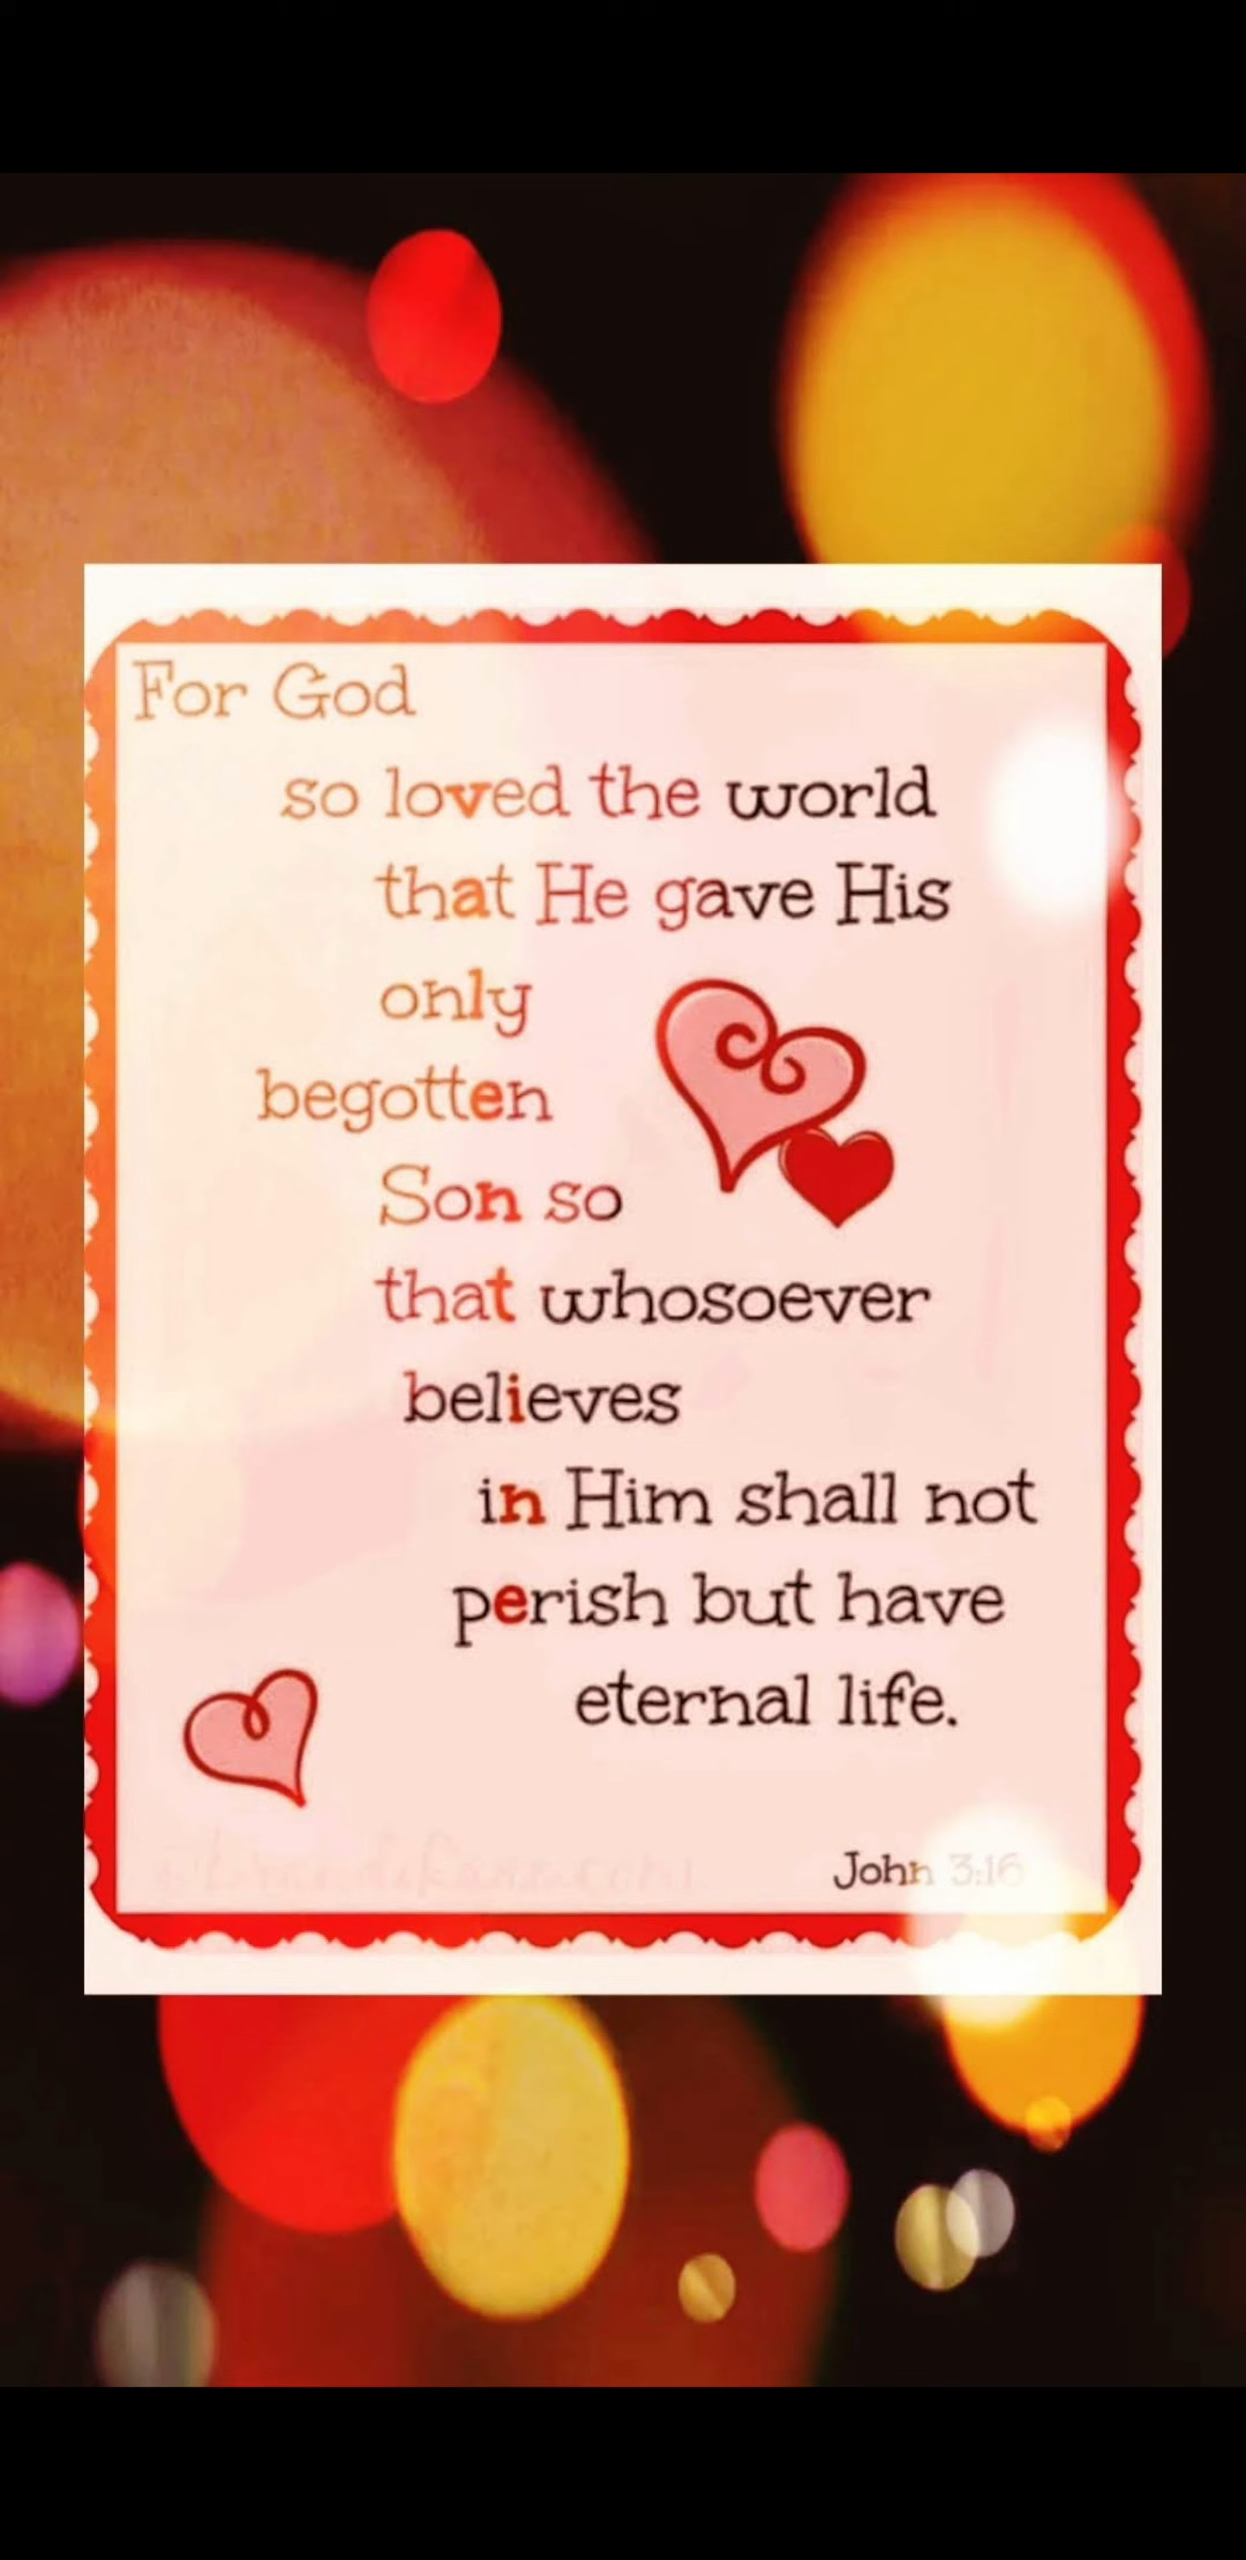 For God
so loved the world
that He gave His
only
begotten
Son so
that whosoever
believes
in Him shall not
perish but have
eternal life.
John 3:16